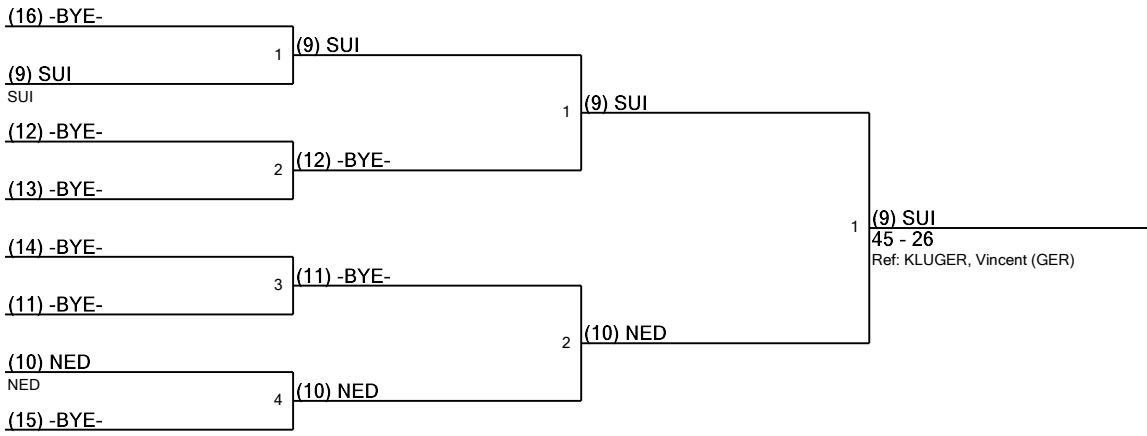 (16) -BYE-
1
(9) SUI
(9) SUI
SUI
1
(9) SUI
(12) -BYE-
2
(12) -BYE-
(13) -BYE-
1
(9) SUI
45 - 26
Ref: KLUGER, Vincent (GER)
(14) -BYE-
3
(11) -BYE-
(11) -BYE-
2
(10) NED
(10) NED
NED
4
(10) NED
(15) -BYE-